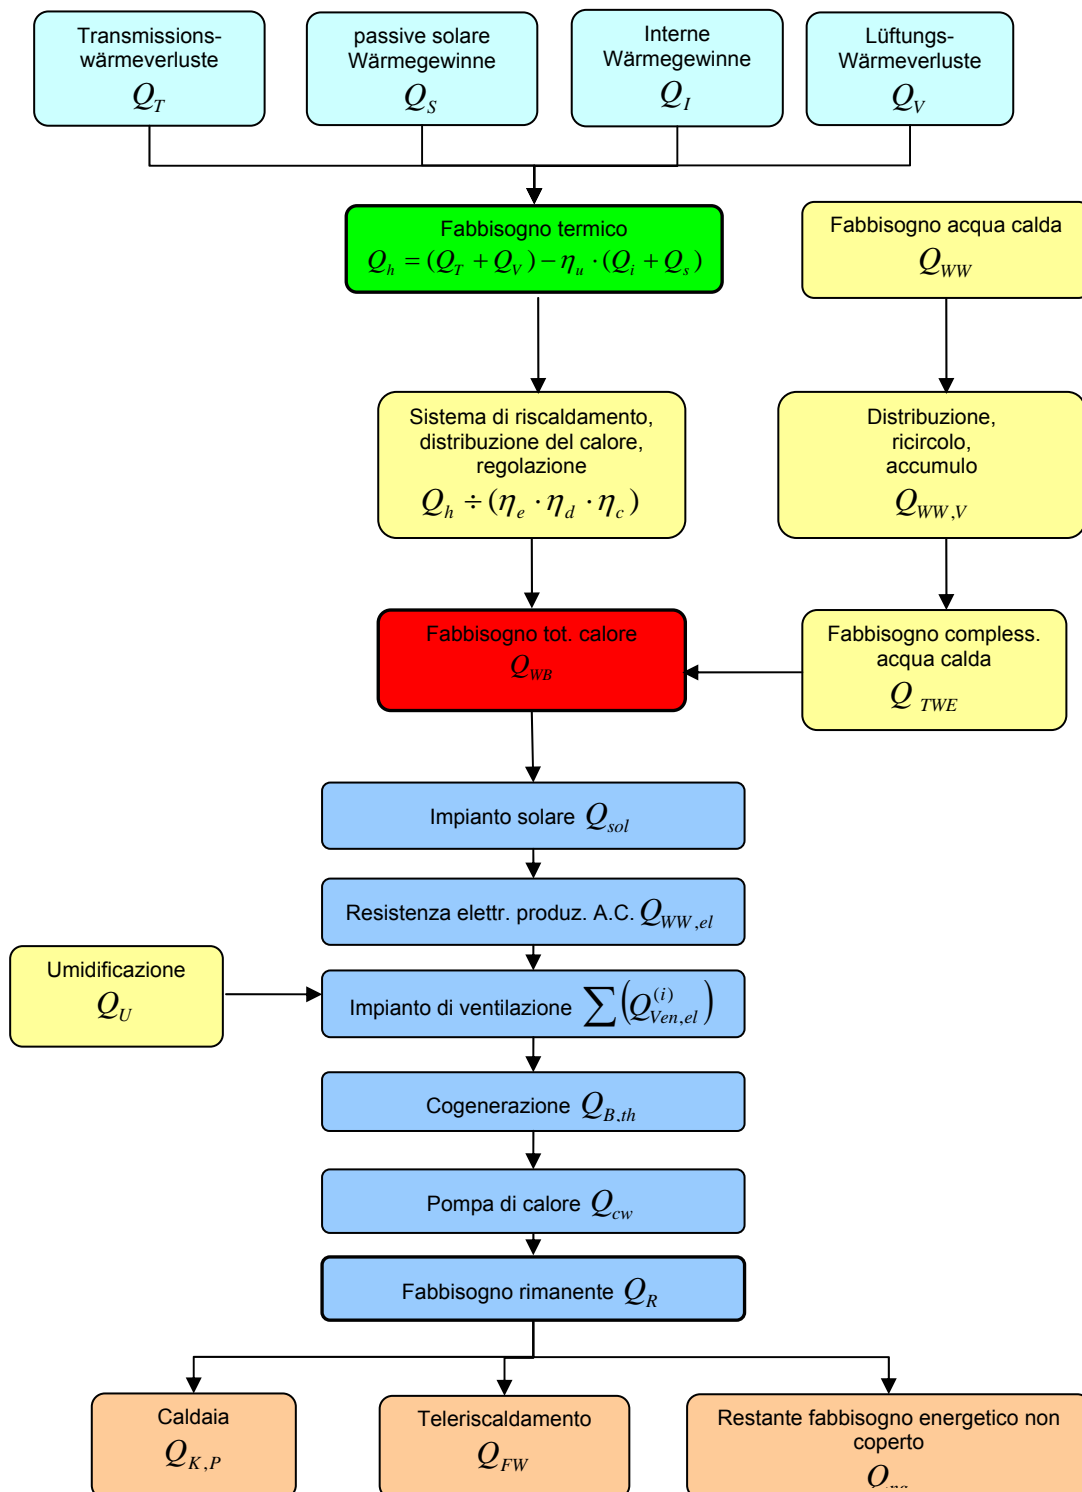 Transmissions-
wärmeverluste
Q_T
passive solare
Wärmegewinne
Q_S
Interne
Wärmegewinne
Q_I
Lüftungs-
Wärmeverluste
Q_V
Fabbisogno termico
Q_h = (Q_T + Q_V) − η_u · (Q_i + Q_s)
Fabbisogno acqua calda
Q_WW
Sistema di riscaldamento,
distribuzione del calore,
regolazione
Q_h ÷ (η_e · η_d · η_c)
Distribuzione,
ricircolo,
accumulo
Q_WW,V
Fabbisogno tot. calore
Q_WB
Fabbisogno compless.
acqua calda
Q_TWE
Impianto solare Q_sol
Resistenza elettr. produz. A.C. Q_WW,el
Umidificazione
Q_U
Impianto di ventilazione ∑(Q_Ven,el^(i))
Cogenerazione Q_B,th
Pompa di calore Q_cw
Fabbisogno rimanente Q_R
Caldaia
Q_K,P
Teleriscaldamento
Q_FW
Restante fabbisogno energetico non
coperto